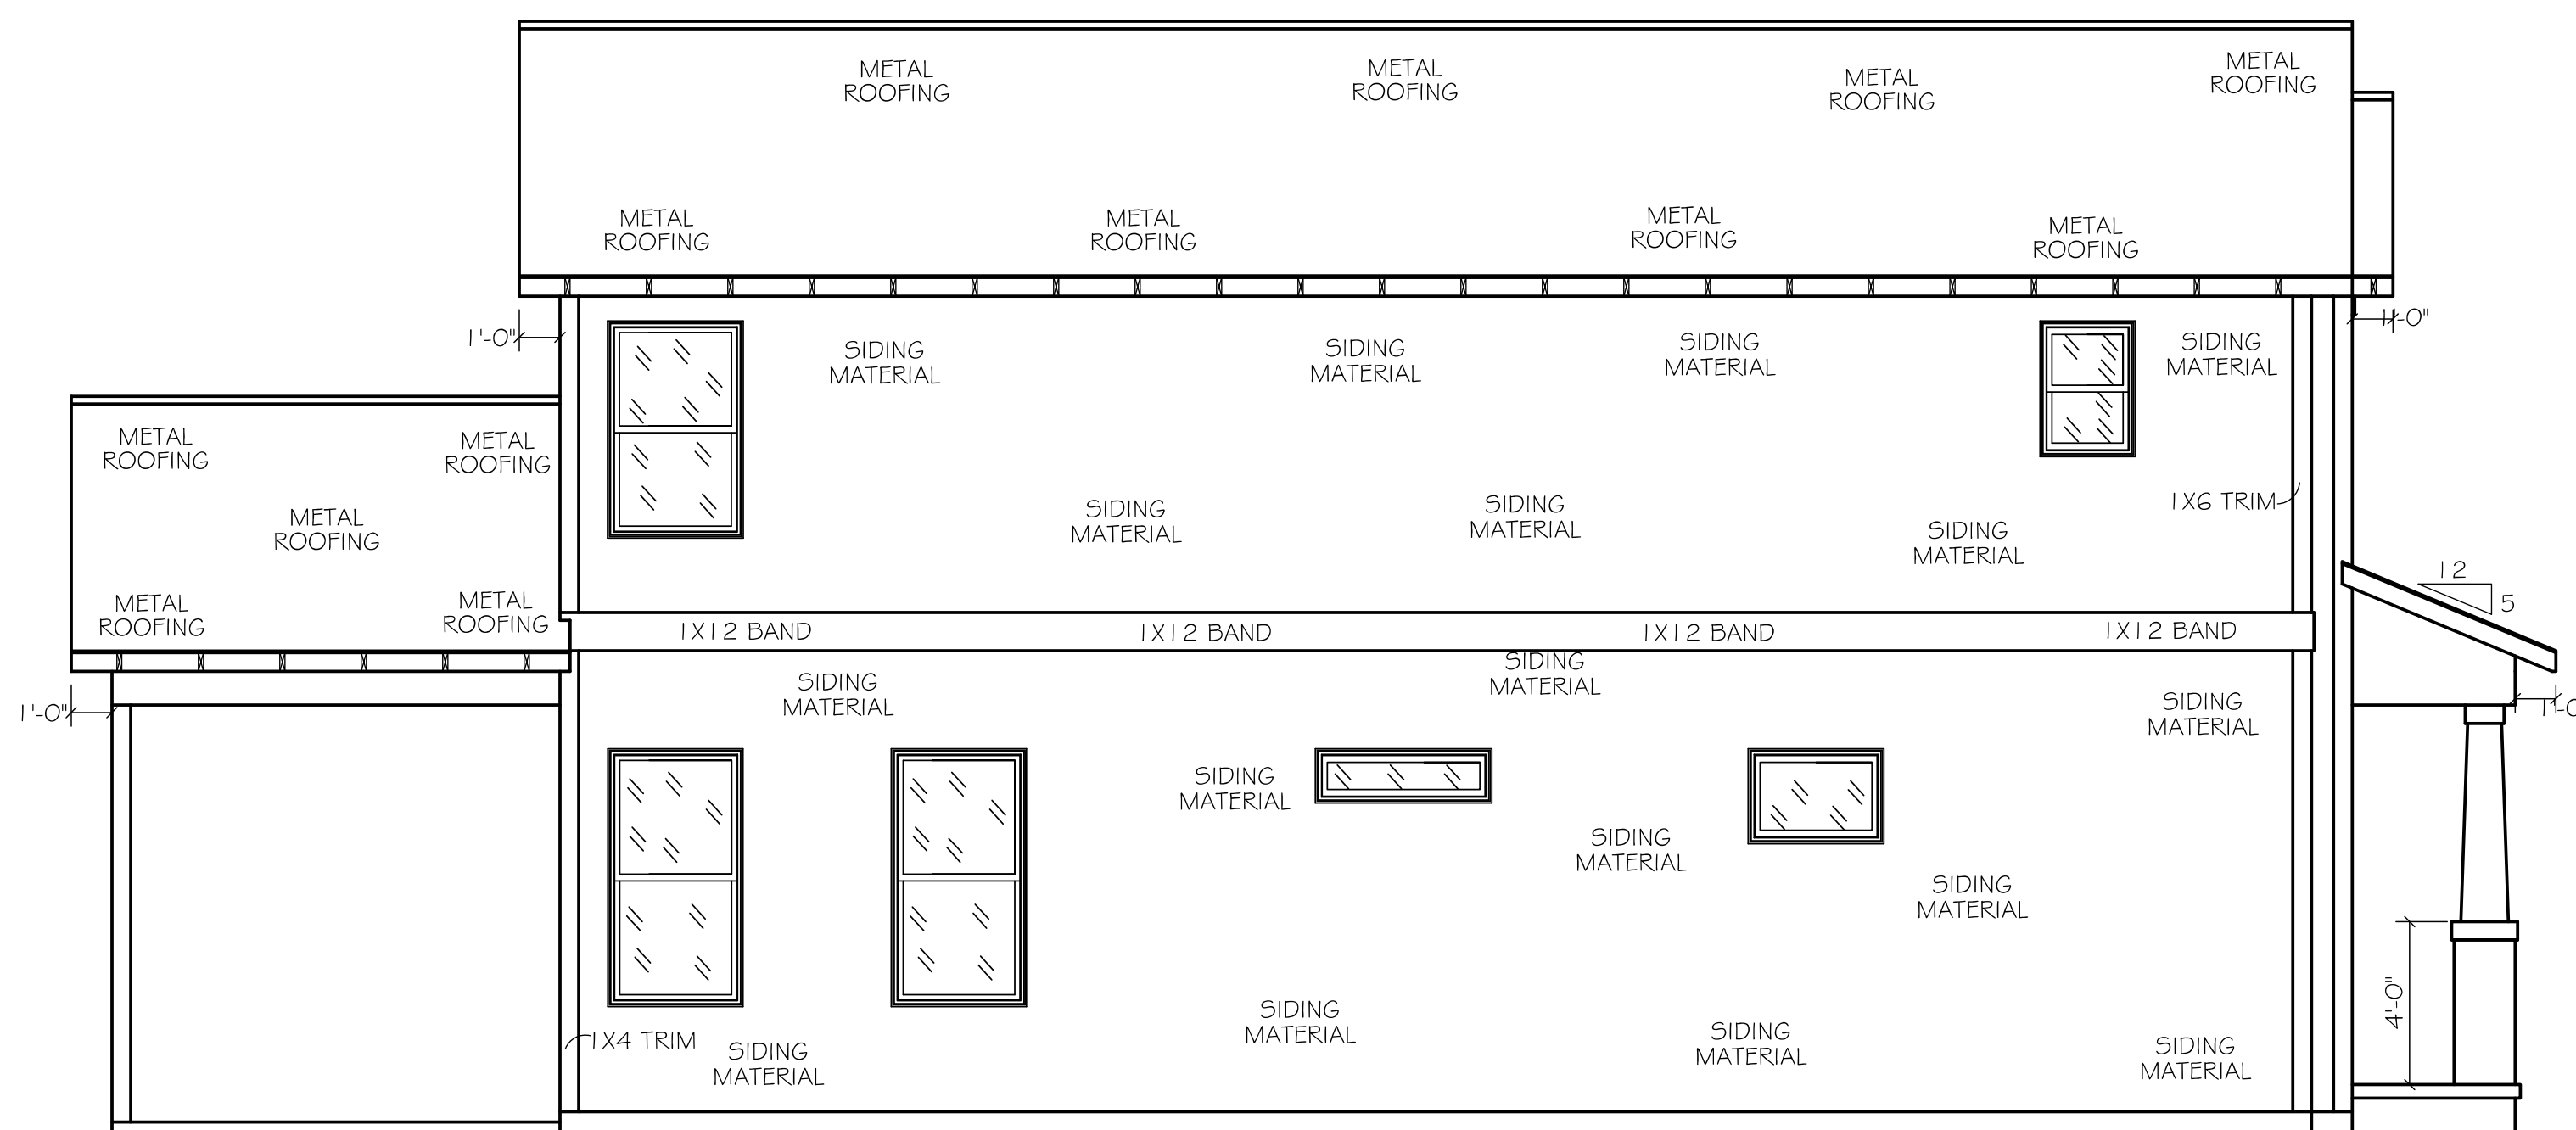 METAL
ROOFING
METAL
ROOFING
METAL
ROOFING
METAL
ROOFING
METAL
ROOFING
METAL
ROOFING
METAL
ROOFING
METAL
ROOFING
1'-0"
1'-0"
SIDING
MATERIAL
SIDING
MATERIAL
SIDING
MATERIAL
SIDING
MATERIAL
METAL
ROOFING
METAL
ROOFING
METAL
ROOFING
METAL
ROOFING
METAL
ROOFING
SIDING
MATERIAL
SIDING
MATERIAL
SIDING
MATERIAL
1X6 TRIM
12
5
1X12 BAND
1X12 BAND
1X12 BAND
1X12 BAND
1'-0"
SIDING
MATERIAL
SIDING
MATERIAL
SIDING
MATERIAL
1'-0
SIDING
MATERIAL
SIDING
MATERIAL
SIDING
MATERIAL
4'-0"
1X4 TRIM
SIDING
MATERIAL
SIDING
MATERIAL
SIDING
MATERIAL
SIDING
MATERIAL